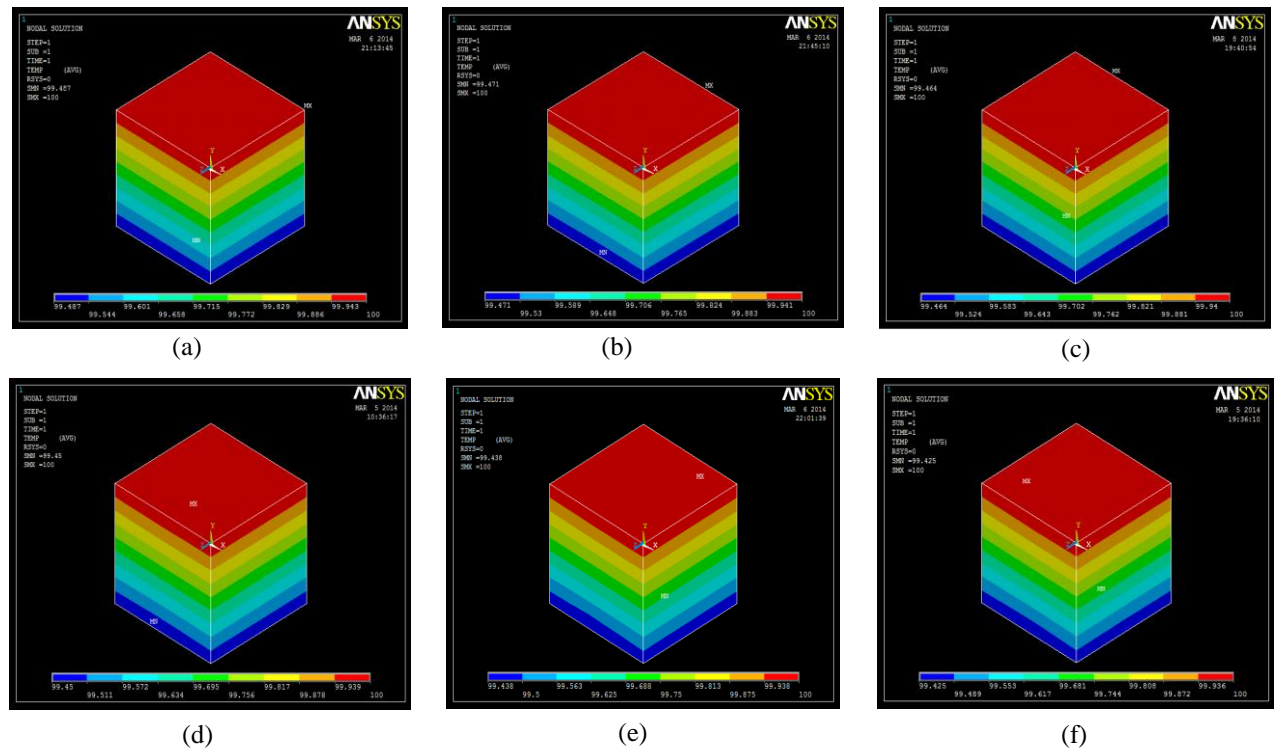 1
NODAL SOLUTION
STEP=1
SUB =1
TIME=1
TEMP (AVG)
RSYS=0
SMN =99.487
SMX =100
ANSYS
MAR 6 2014
21:13:45
MX
Y
X
MN
99.487 99.601 99.715 99.829 99.943
99.544 99.658 99.772 99.886 100
(a)
1
NODAL SOLUTION
STEP=1
SUB =1
TIME=1
TEMP (AVG)
RSYS=0
SMN =99.471
SMX =100
ANSYS
MAR 6 2014
21:45:10
MX
Y
X
MN
99.471 99.589 99.706 99.824 99.941
99.53 99.648 99.765 99.883 100
(b)
1
NODAL SOLUTION
STEP=1
SUB =1
TIME=1
TEMP (AVG)
RSYS=0
SMN =99.464
SMX =100
ANSYS
MAR 8 2014
19:40:54
MX
Y
X
MN
99.464 99.583 99.702 99.821 99.94
99.524 99.643 99.762 99.881 100
(c)
1
NODAL SOLUTION
STEP=1
SUB =1
TIME=1
TEMP (AVG)
RSYS=0
SMN =99.45
SMX =100
ANSYS
MAR 5 2014
10:36:17
MX
Y
X
MN
99.45 99.572 99.695 99.817 99.939
99.511 99.634 99.756 99.878 100
(d)
1
NODAL SOLUTION
STEP=1
SUB =1
TIME=1
TEMP (AVG)
RSYS=0
SMN =99.438
SMX =100
ANSYS
MAR 6 2014
22:01:39
MX
Y
X
MN
99.438 99.563 99.688 99.813 99.938
99.5 99.625 99.75 99.875 100
(e)
1
NODAL SOLUTION
STEP=1
SUB =1
TIME=1
TEMP (AVG)
RSYS=0
SMN =99.425
SMX =100
ANSYS
MAR 5 2014
19:36:10
MX
Y
X
MN
99.425 99.553 99.681 99.808 99.936
99.489 99.617 99.744 99.872 100
(f)